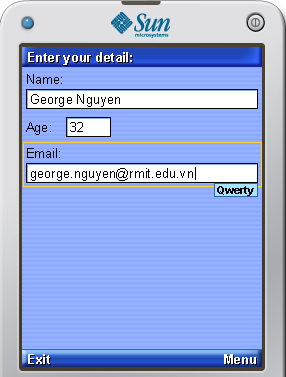 Sun
microsystems
Enter your detail:
Name:
George Nguyen
Age: 32
Email:
george.nguyen@rmit.edu.vn
Qwerty
Exit Menu